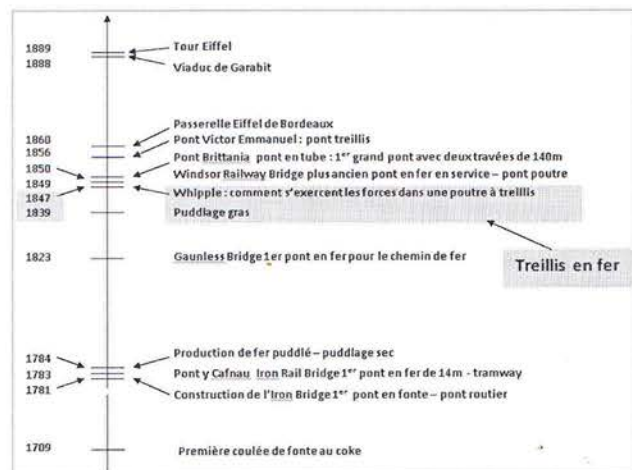 1889 Tour Eiffel
1888 Viaduc de Garabit
Passerelle Eiffel de Bordeaux
1860 Pont Victor Emmanuel : pont treillis
1856 Pont Brittania pont en tube : 1er grand pont avec deux travées de 140m
1850 Windsor Railway Bridge plus ancien pont en fer en service – pont poutre
1849 Whipple : comment s'exercent les forces dans une poutre à treillis
1847
1839 Puddlage gras
Treillis en fer
1823 Gaunless Bridge 1er pont en fer pour le chemin de fer
1784 Production de fer puddlé – puddlage sec
1783 Pont y Cafnau Iron Rail Bridge 1er pont en fer de 14m - tramway
1781 Construction de l'Iron Bridge 1er pont en fonte – pont routier
1709 Première coulée de fonte au coke